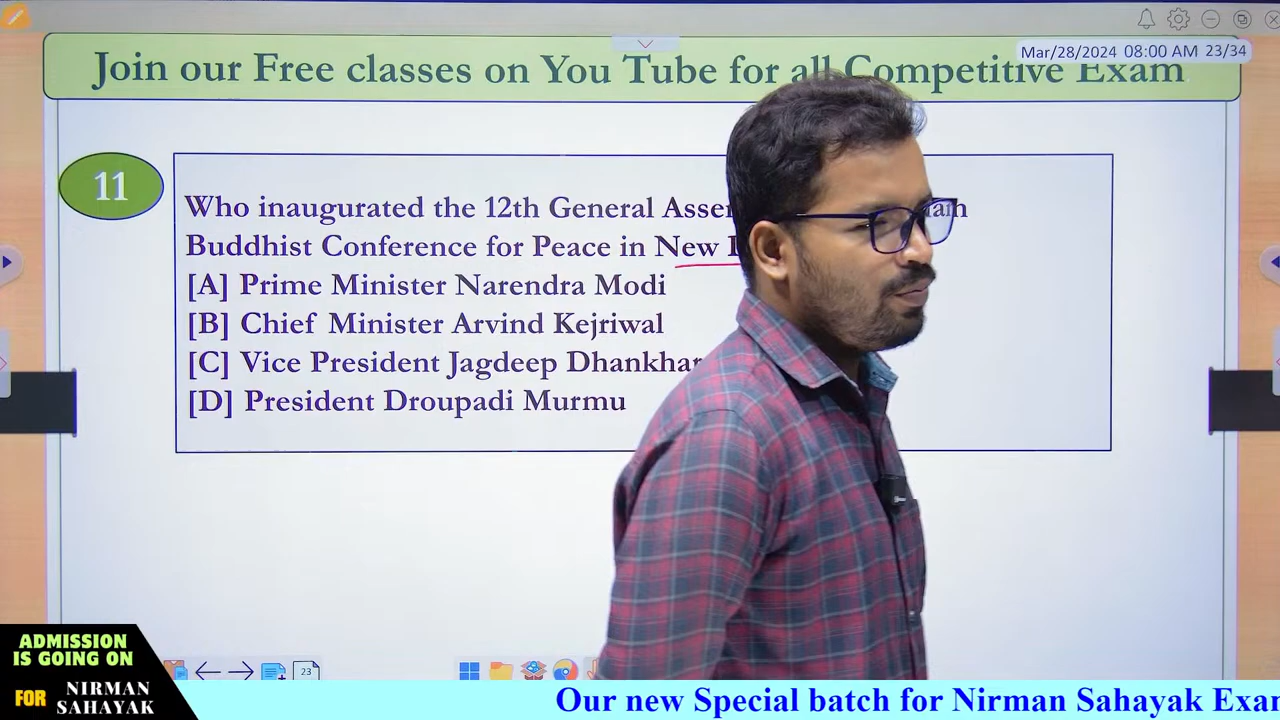 Mar/28/2024 08:00 AM 23/34
Join our Free classes on You Tube for all Competitive Exam
11
Who inaugurated the 12th General
Buddhist Conference for Peace in New
[A] Prime Minister Narendra Modi
[B] Chief Minister Arvind Kejriwal
[C] Vice President Jagdeep Dhankhar
[D] President Droupadi Murmu
23
ADMISSION
IS GOING ON
FOR NIRMAN
SAHAYAK
Our new Special batch for Nirman Sahayak